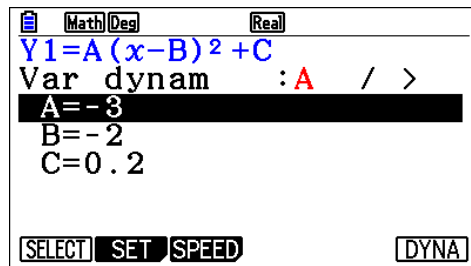 Math Deg Real
Y1=A(x-B)²+C
Var dynam :A / >
A=-3
B=-2
C=0.2
SELECT SET SPEED DYNA